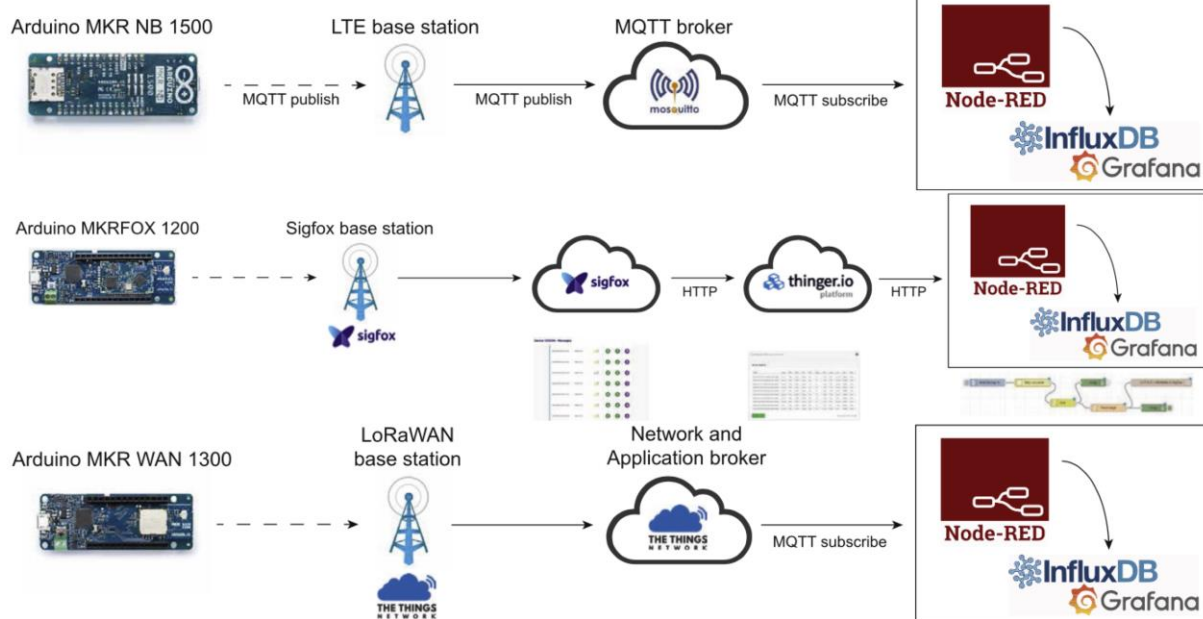 Arduino MKR NB 1500
LTE base station
MQTT broker
MQTT publish
MQTT publish
mosquitto
MQTT subscribe
Node-RED
InfluxDB
Grafana
Arduino MKRFOX 1200
Sigfox base station
sigfox
sigfox
HTTP
thinger.io
platform
HTTP
Node-RED
InfluxDB
Grafana
Arduino MKR WAN 1300
LoRaWAN
base station
Network and
Application broker
THE THINGS
NETWORK
THE THINGS
NETWORK
MQTT subscribe
Node-RED
InfluxDB
Grafana